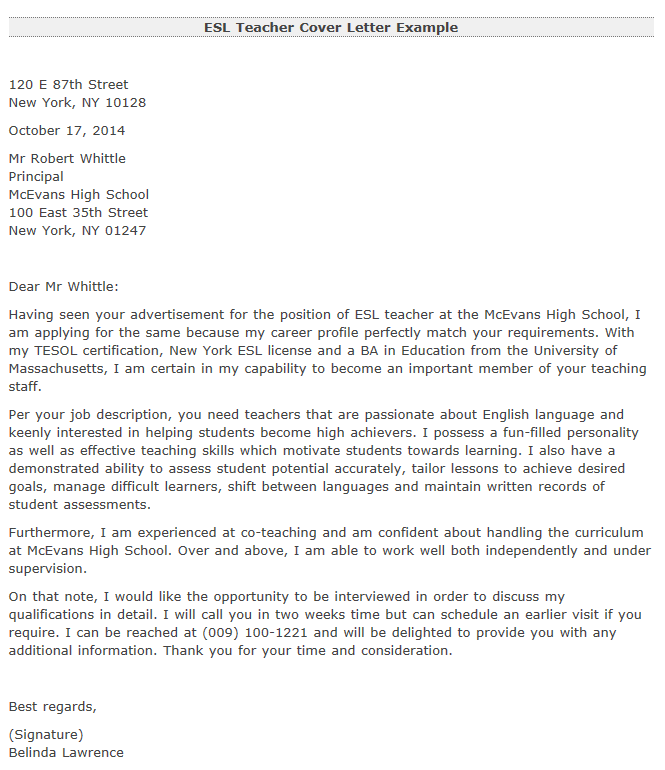 ESL Teacher Cover Letter Example
120 E 87th Street
New York, NY 10128
October 17, 2014
Mr Robert Whittle
Principal
McEvans High School
100 East 35th Street
New York, NY 01247
Dear Mr Whittle:
Having seen your advertisement for the position of ESL teacher at the McEvans High School, I
am applying for the same because my career profile perfectly match your requirements. With
my TESOL certification, New York ESL license and a BA in Education from the University of
Massachusetts, I am certain in my capability to become an important member of your teaching
staff.
Per your job description, you need teachers that are passionate about English language and
keenly interested in helping students become high achievers. I possess a fun-filled personality
as well as effective teaching skills which motivate students towards learning. I also have a
demonstrated ability to assess student potential accurately, tailor lessons to achieve desired
goals, manage difficult learners, shift between languages and maintain written records of
student assessments.
Furthermore, I am experienced at co-teaching and am confident about handling the curriculum
at McEvans High School. Over and above, I am able to work well both independently and under
supervision.
On that note, I would like the opportunity to be interviewed in order to discuss my
qualifications in detail. I will call you in two weeks time but can schedule an earlier visit if you
require. I can be reached at (009) 100-1221 and will be delighted to provide you with any
additional information. Thank you for your time and consideration.
Best regards,
(Signature)
Belinda Lawrence